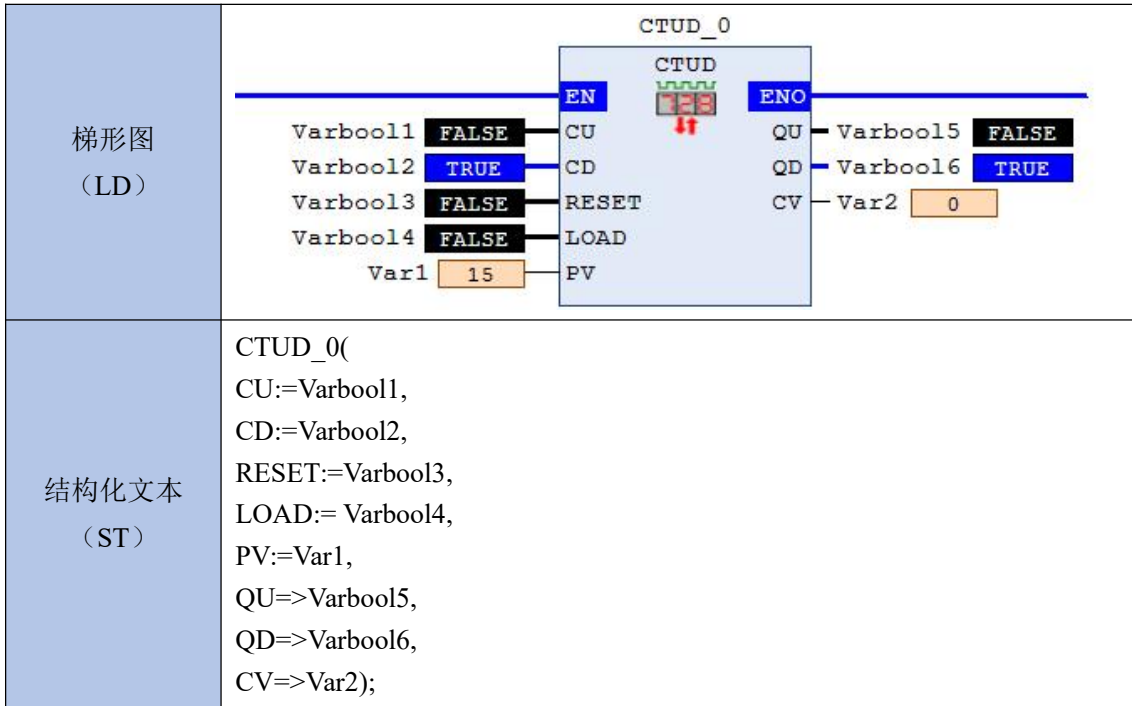 梯形图
（LD）
CTUD_0
CTUD
EN ENO
728
Varbool1 FALSE CU QU Varbool5 FALSE
Varbool2 TRUE CD QD Varbool6 TRUE
Varbool3 FALSE RESET CV Var2 0
Varbool4 FALSE LOAD
Var1 15 PV
结构化文本
（ST）
CTUD_0(
CU:=Varbool1,
CD:=Varbool2,
RESET:=Varbool3,
LOAD:= Varbool4,
PV:=Var1,
QU=>Varbool5,
QD=>Varbool6,
CV=>Var2);